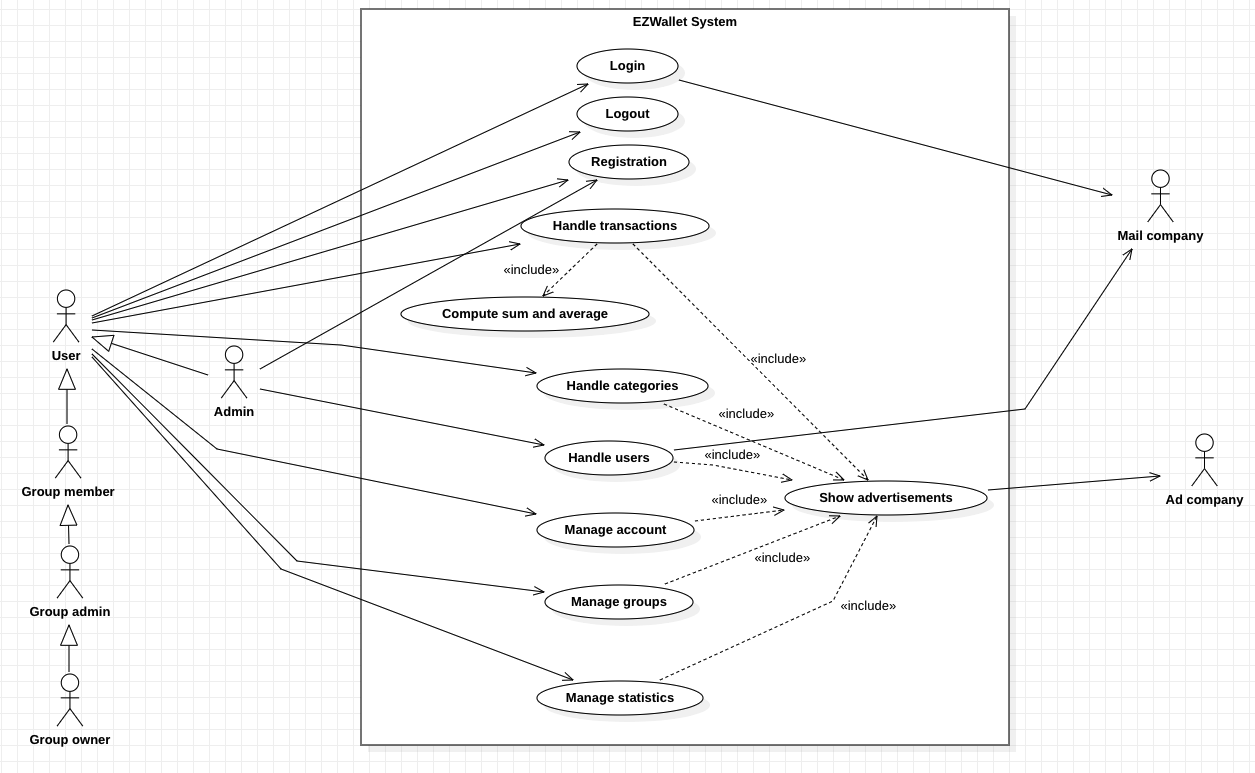 EZWallet System
Login
Logout
Registration
Handle transactions
Mail company
«include»
Compute sum and average
User
«include»
Handle categories
Admin
«include»
«include»
Handle users
Group member
Show advertisements
«include»
Ad company
Manage account
«include»
Manage groups
«include»
Group admin
Manage statistics
Group owner